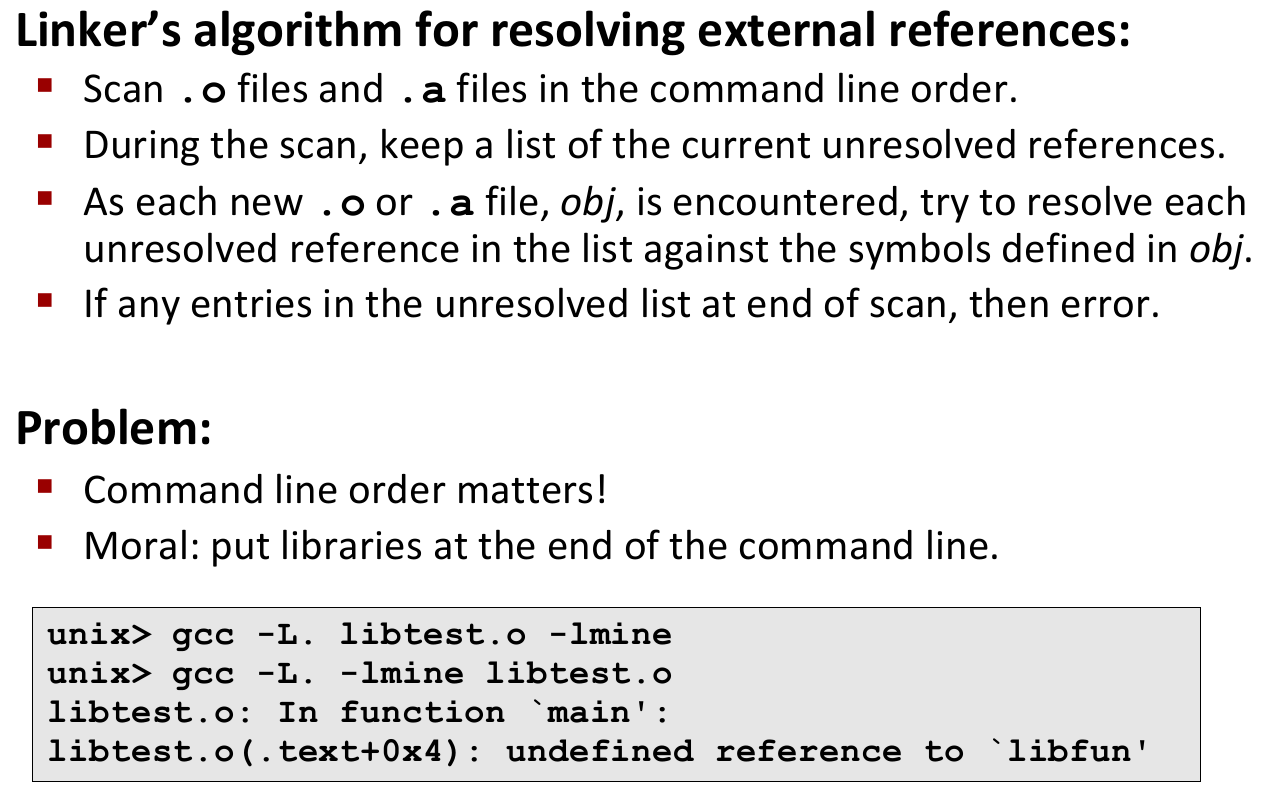 Linker’s algorithm for resolving external references:
▪ Scan .o files and .a files in the command line order.
▪ During the scan, keep a list of the current unresolved references.
▪ As each new .o or .a file, obj, is encountered, try to resolve each
unresolved reference in the list against the symbols defined in obj.
▪ If any entries in the unresolved list at end of scan, then error.
Problem:
▪ Command line order matters!
▪ Moral: put libraries at the end of the command line.
unix> gcc -L. libtest.o -lmine
unix> gcc -L. -lmine libtest.o
libtest.o: In function `main':
libtest.o(.text+0x4): undefined reference to `libfun'